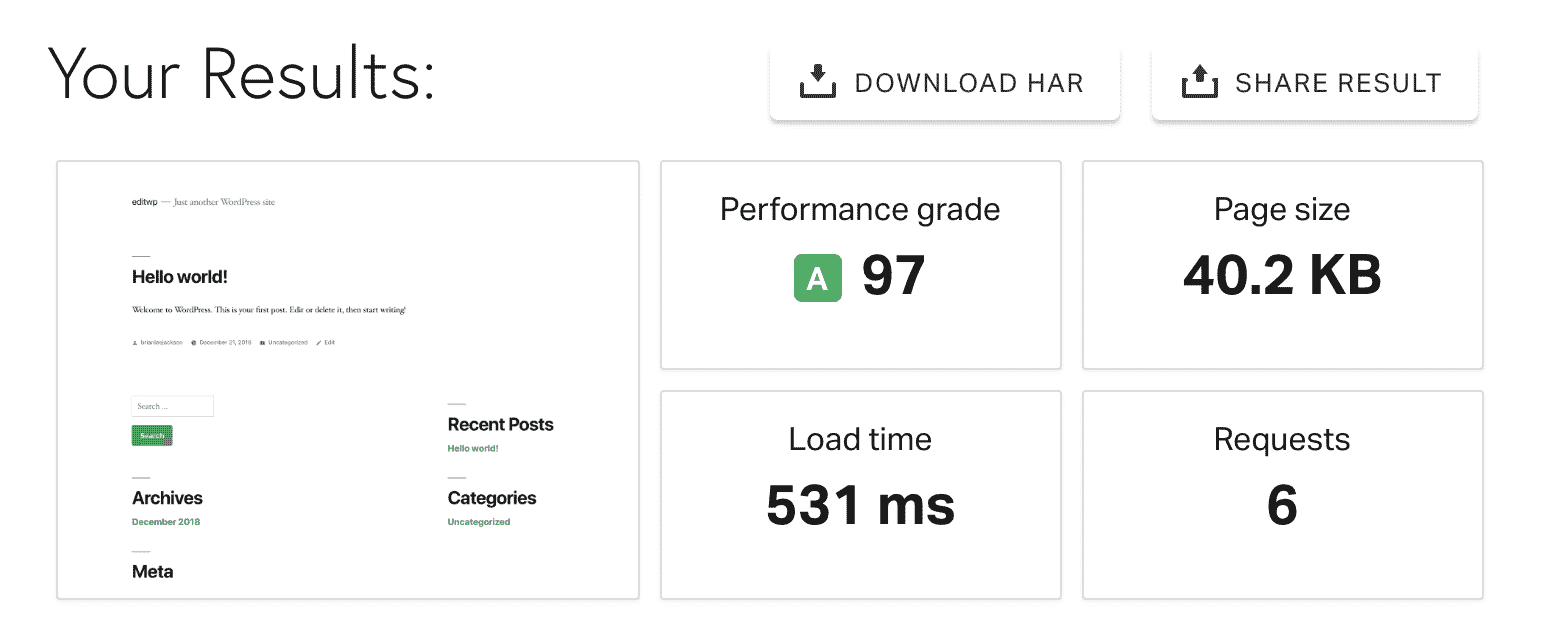 Your Results:
DOWNLOAD HAR
SHARE RESULT
editwp — Just another WordPress site
Hello world!
Welcome to WordPress. This is your first post. Edit or delete it, then start writing!
brianleejackson December 21, 2018 Uncategorized Edit
Search ...
Search
Recent Posts
Hello world!
Archives
December 2018
Categories
Uncategorized
Meta
Performance grade
A 97
Page size
40.2 KB
Load time
531 ms
Requests
6